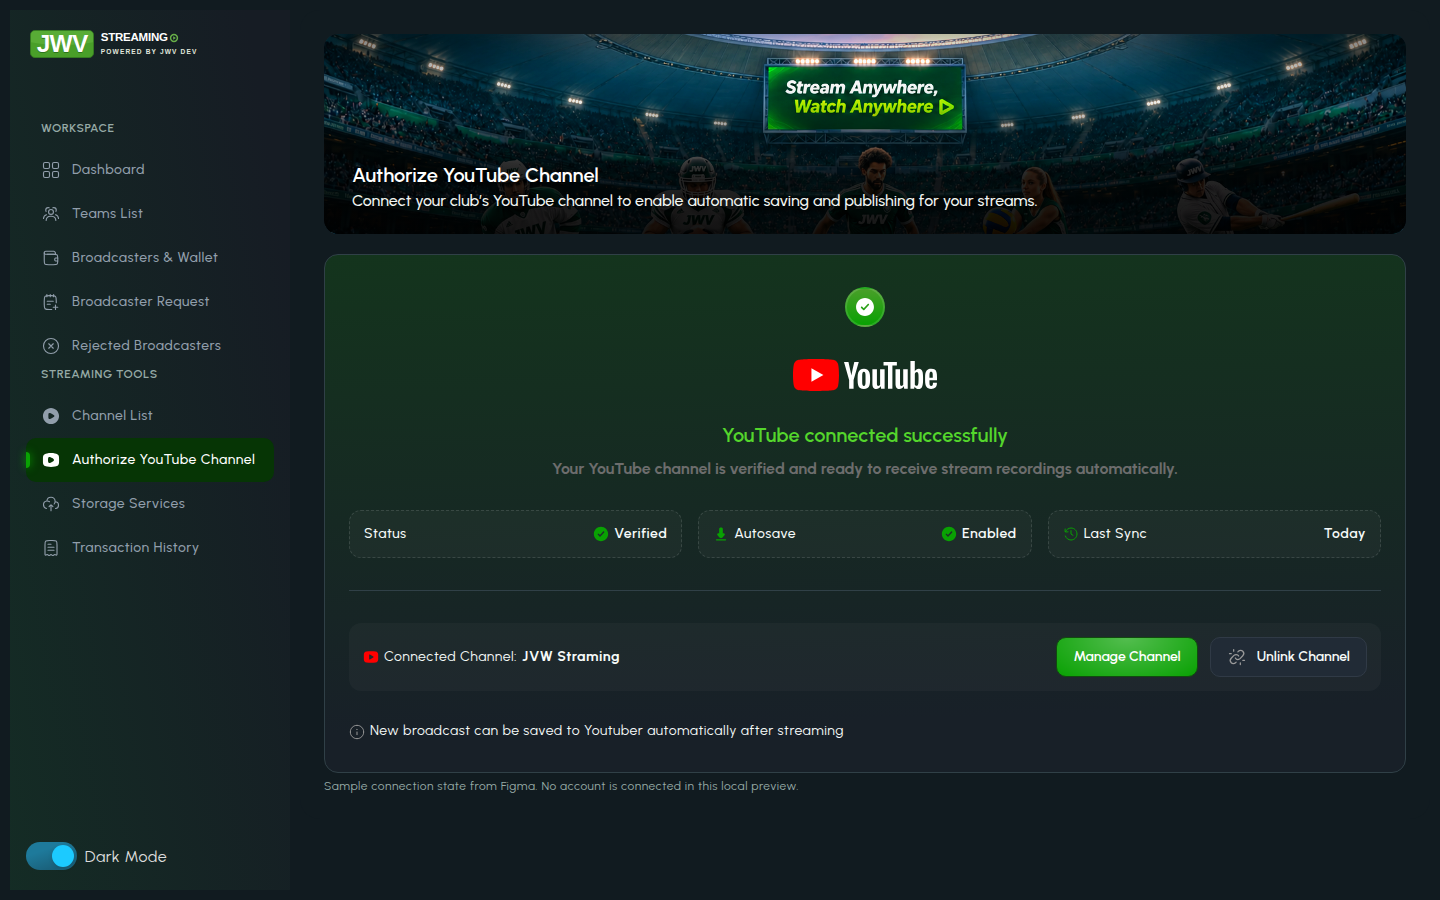 JWV STREAMING
POWERED BY JWV DEV
WORKSPACE
Dashboard
Teams List
Broadcasters & Wallet
Broadcaster Request
Rejected Broadcasters
STREAMING TOOLS
Channel List
Authorize YouTube Channel
Storage Services
Transaction History
Dark Mode
Stream Anywhere,
Watch Anywhere
JWV
JWV
JWV
JWV
JWV
Authorize YouTube Channel
Connect your club's YouTube channel to enable automatic saving and publishing for your streams.
YouTube
YouTube connected successfully
Your YouTube channel is verified and ready to receive stream recordings automatically.
Status Verified
Autosave Enabled
Last Sync Today
Connected Channel: JVW Straming
Manage Channel
Unlink Channel
New broadcast can be saved to Youtuber automatically after streaming
Sample connection state from Figma. No account is connected in this local preview.